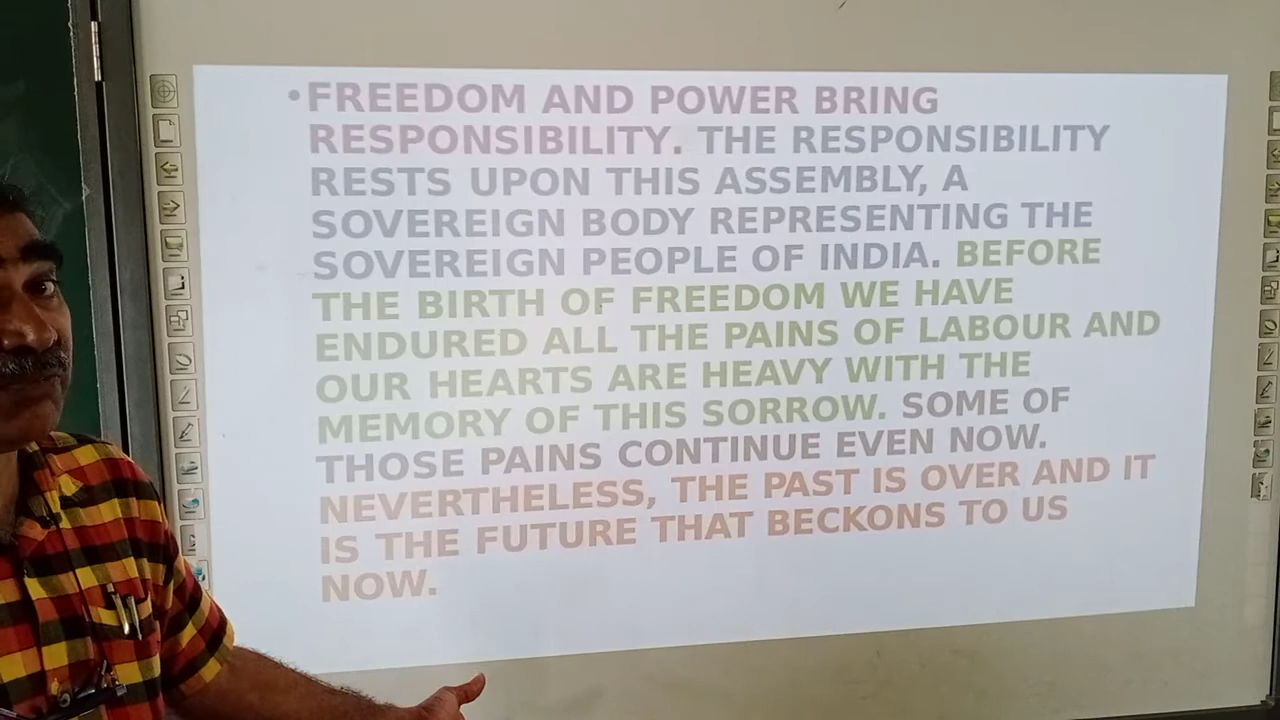 •FREEDOM AND POWER BRING
RESPONSIBILITY. THE RESPONSIBILITY
RESTS UPON THIS ASSEMBLY, A
SOVEREIGN BODY REPRESENTING THE
SOVEREIGN PEOPLE OF INDIA. BEFORE
THE BIRTH OF FREEDOM WE HAVE
ENDURED ALL THE PAINS OF LABOUR AND
OUR HEARTS ARE HEAVY WITH THE
MEMORY OF THIS SORROW. SOME OF
THOSE PAINS CONTINUE EVEN NOW.
NEVERTHELESS, THE PAST IS OVER AND IT
IS THE FUTURE THAT BECKONS TO US
NOW.